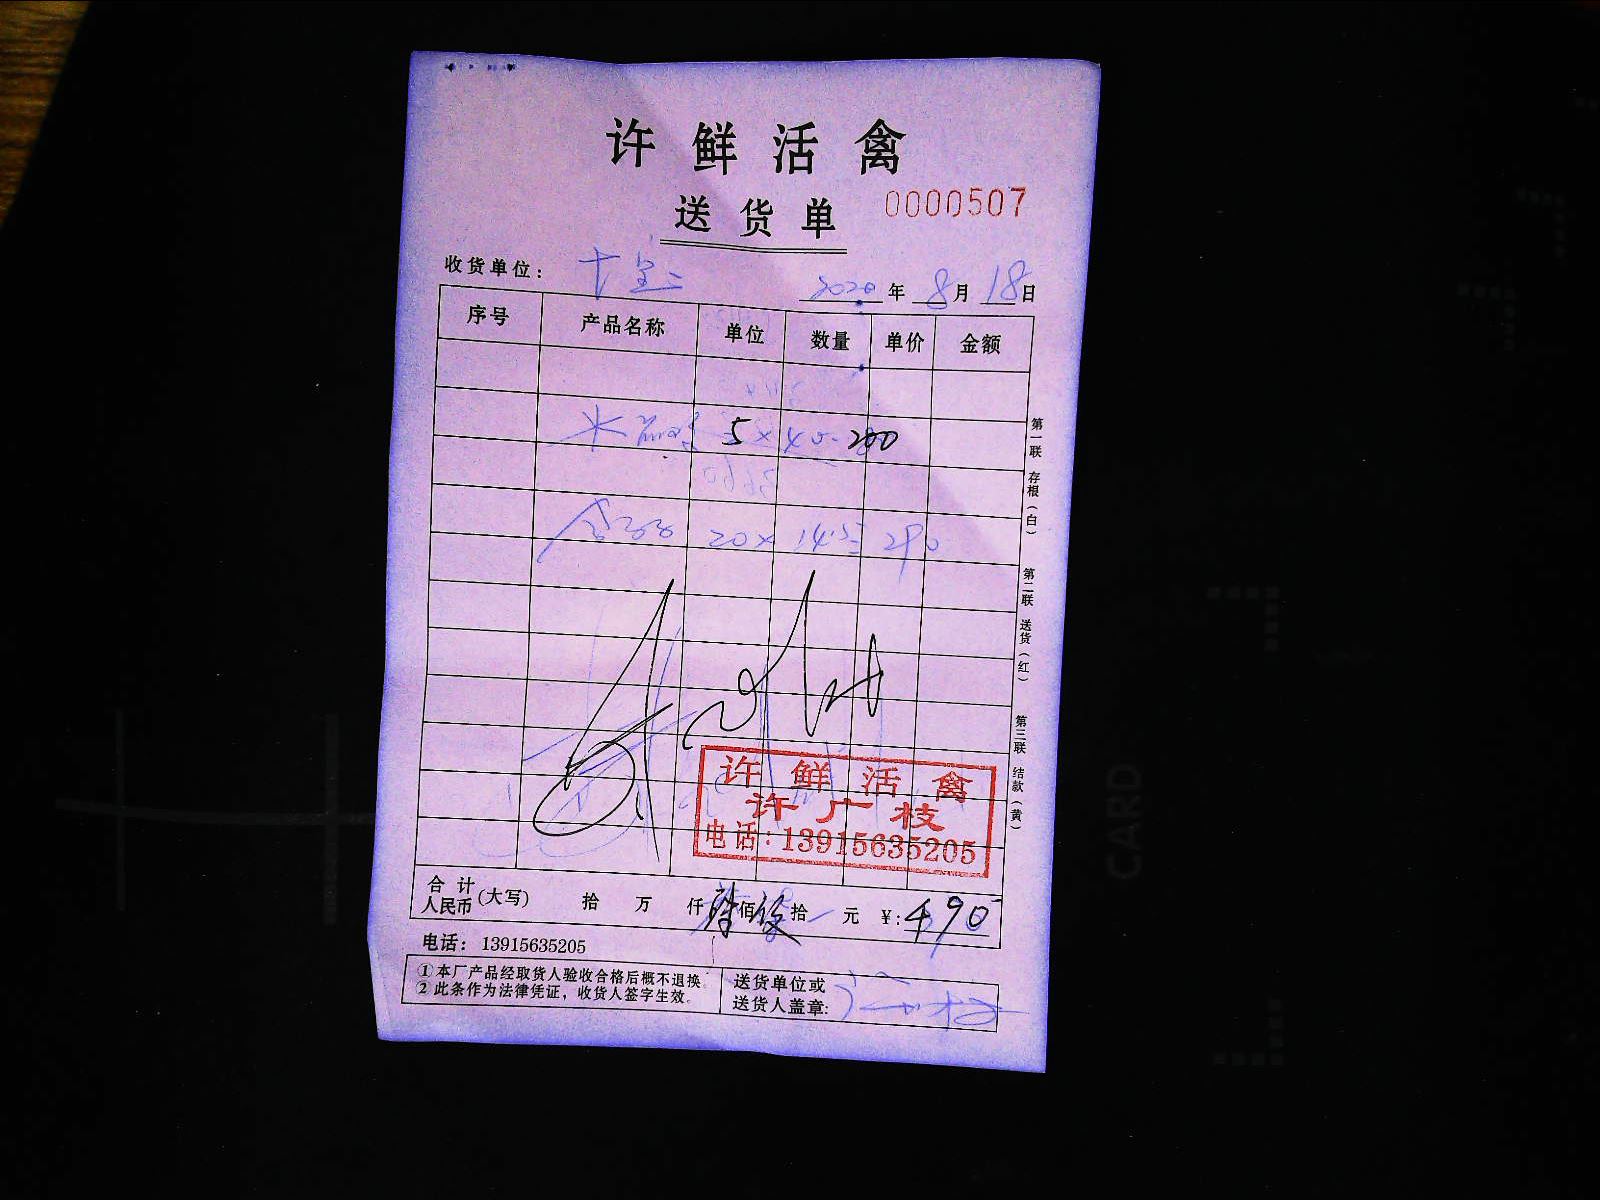 许鲜活禽
送货单 0000507
收货单位： 2020年8月18日
序号 产品名称 单位 数量 单价 金额
5×40=200
20×14.5=290
第一联 存根（白）
第二联 送货（红）
第三联 结款（黄）
许鲜活禽
许广枝
电话：13915635205
合计人民币（大写） 拾 万 仟 佰 拾 元 ￥：490
电话：13915635205
①本厂产品经取货人验收合格后概不退换。
②此条作为法律凭证，收货人签字生效。
送货单位或
送货人盖章：